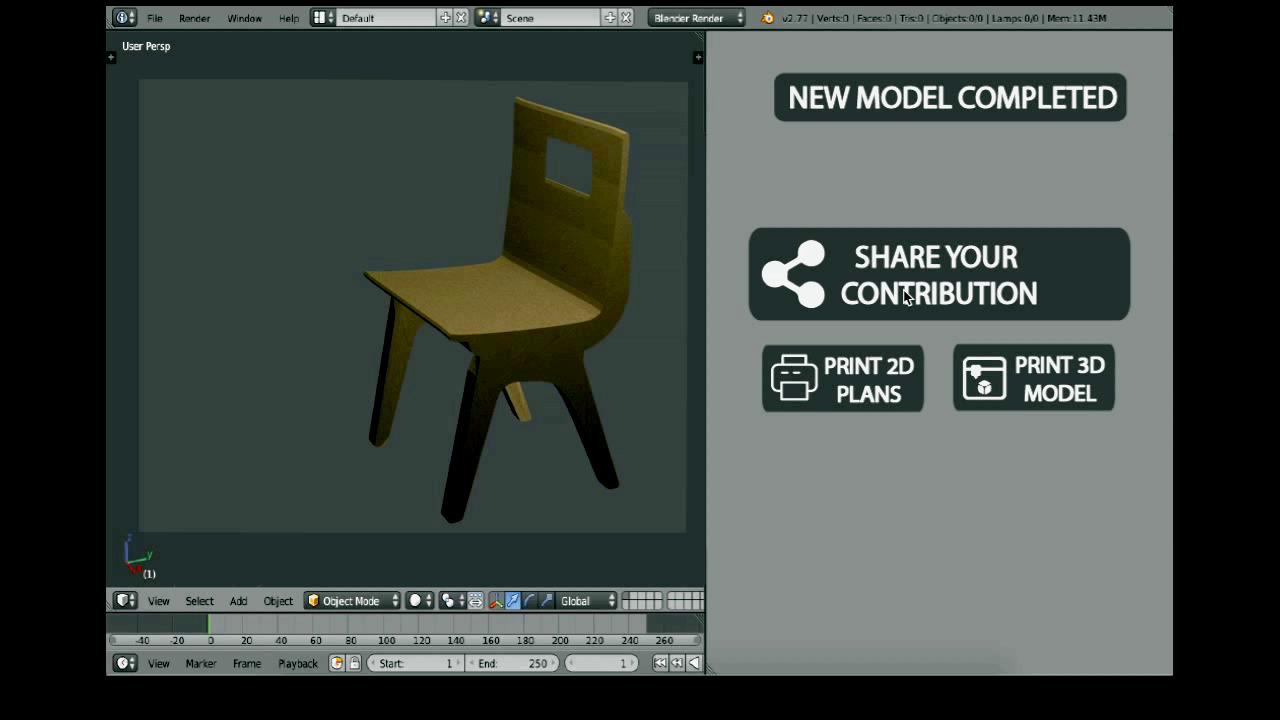 File Render Window Help Default Scene Blender Render v2.77 | Verts:0 | Faces:0 | Tris:0 | Objects:0/0 | Lamps:0/0 | Mem:11.43M
User Persp
NEW MODEL COMPLETED
SHARE YOUR
CONTRIBUTION
PRINT 2D
PLANS
PRINT 3D
MODEL
z
y
x
(1)
View Select Add Object Object Mode Global
-40 -20 0 20 40 60 80 100 120 140 160 180 200 220 240 260
View Marker Frame Playback Start: 1 End: 250 1